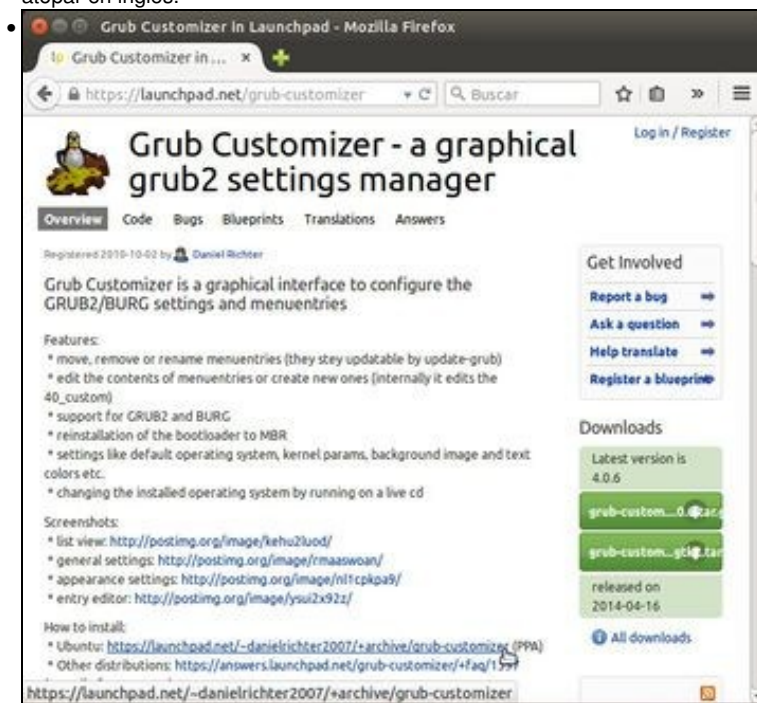 atopar en inglés.
Grub Customizer in Launchpad - Mozilla Firefox
Grub Customizer in ...
https://launchpad.net/grub-customizer
Buscar
Log in / Register
Grub Customizer - a graphical
grub2 settings manager
Overview Code Bugs Blueprints Translations Answers
Registered 2010-10-02 by Daniel Richter
Grub Customizer is a graphical interface to configure the
GRUB2/BURG settings and menuentries
Features:
* move, remove or rename menuentries (they stey updatable by update-grub)
* edit the contents of menuentries or create new ones (internally it edits the
40_custom)
* support for GRUB2 and BURG
* reinstallation of the bootloader to MBR
* settings like default operating system, kernel params, background image and text
colors etc.
* changing the installed operating system by running on a live cd
Screenshots:
* list view: http://postimg.org/image/kehu2luod/
* general settings: http://postimg.org/image/rmaaswoan/
* appearance settings: http://postimg.org/image/nl1cpkpa9/
* entry editor: http://postimg.org/image/ysui2x92z/
How to install:
* Ubuntu: https://launchpad.net/~danielrichter2007/+archive/grub-customizer (PPA)
* Other distributions: https://answers.launchpad.net/grub-customizer/+faq/1
https://launchpad.net/~danielrichter2007/+archive/grub-customizer
Get Involved
Report a bug
Ask a question
Help translate
Register a blueprint
Downloads
Latest version is
4.0.6
grub-custom...0.
grub-custom...
released on
2014-04-16
All downloads